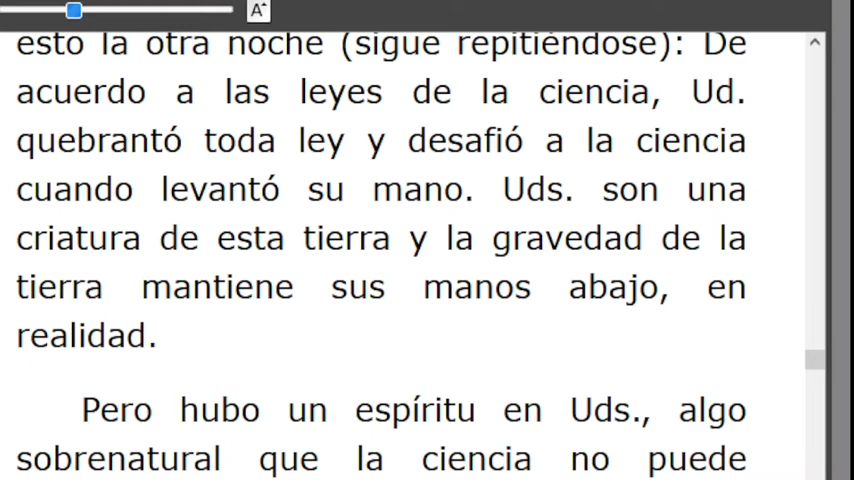 A
esto la otra noche (sigue repitiéndose): De
acuerdo a las leyes de la ciencia, Ud.
quebrantó toda ley y desafió a la ciencia
cuando levantó su mano. Uds. son una
criatura de esta tierra y la gravedad de la
tierra mantiene sus manos abajo, en
realidad.
Pero hubo un espíritu en Uds., algo
sobrenatural que la ciencia no puede